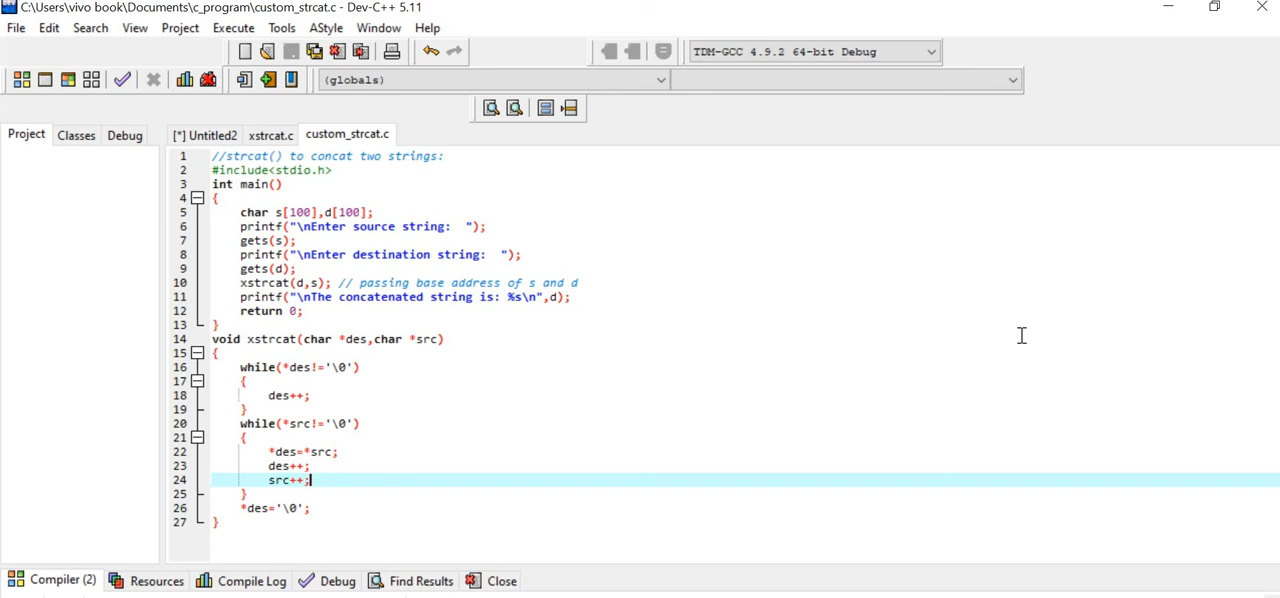 C:\Users\vivo book\Documents\c_program\custom_strcat.c - Dev-C++ 5.11
File Edit Search View Project Execute Tools AStyle Window Help
TDM-GCC 4.9.2 64-bit Debug
(globals)
Project Classes Debug [*] Untitled2 xstrcat.c custom_strcat.c
1 //strcat() to concat two strings:
2 #include<stdio.h>
3 int main()
4 {
5 char s[100],d[100];
6 printf("\nEnter source string:  ");
7 gets(s);
8 printf("\nEnter destination string:  ");
9 gets(d);
10 xstrcat(d,s); // passing base address of s and d
11 printf("\nThe concatenated string is: %s\n",d);
12 return 0;
13 }
14 void xstrcat(char *des,char *src)
15 {
16 while(*des!='\0')
17 {
18 des++;
19 }
20 while(*src!='\0')
21 {
22 *des=*src;
23 des++;
24 src++;
25 }
26 *des='\0';
27 }
Compiler (2) Resources Compile Log Debug Find Results Close